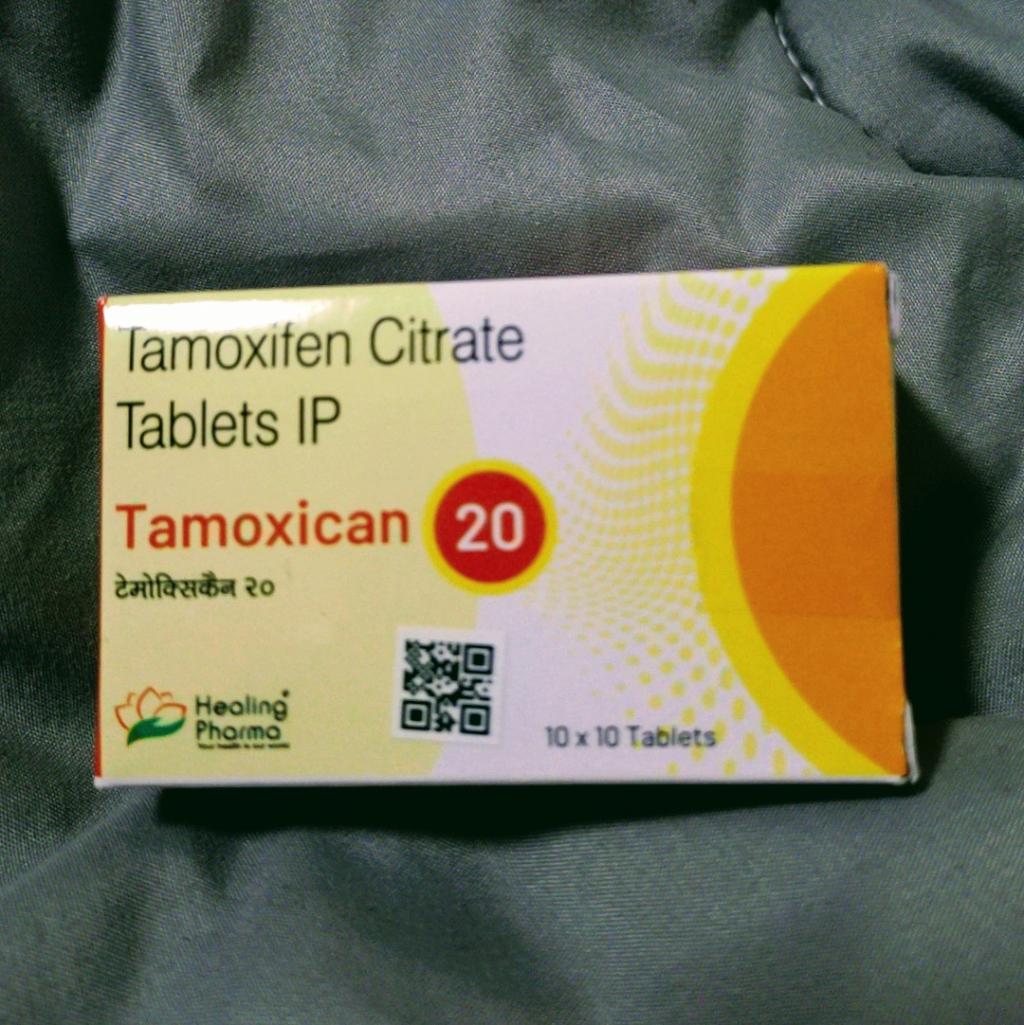 Tamoxifen Citrate
Tablets IP
Tamoxican 20
टेमोक्सिकॅन २०
Healing
Pharma
10 x 10 Tablets